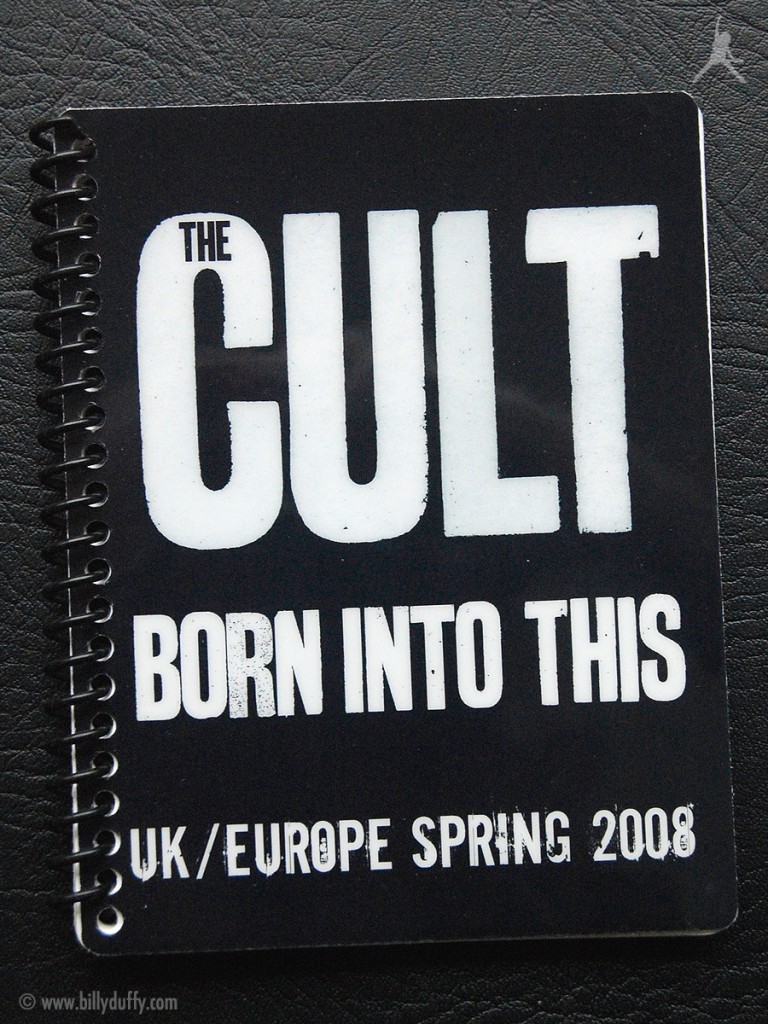 THE
CULT
BORN INTO THIS
UK/EUROPE SPRING 2008
© www.billyduffy.com